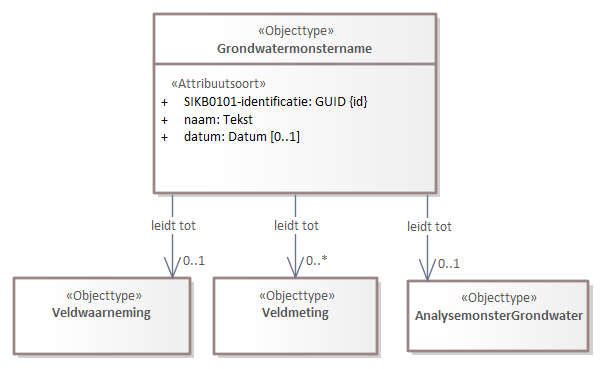 «Objecttype»
Grondwatermonstername
«Attribuutsoort»
+ SIKB0101-identificatie: GUID {id}
+ naam: Tekst
+ datum: Datum [0..1]
leidt tot leidt tot leidt tot
0..1 0..* 0..1
«Objecttype» «Objecttype» «Objecttype»
Veldwaarneming Veldmeting AnalysemonsterGrondwater